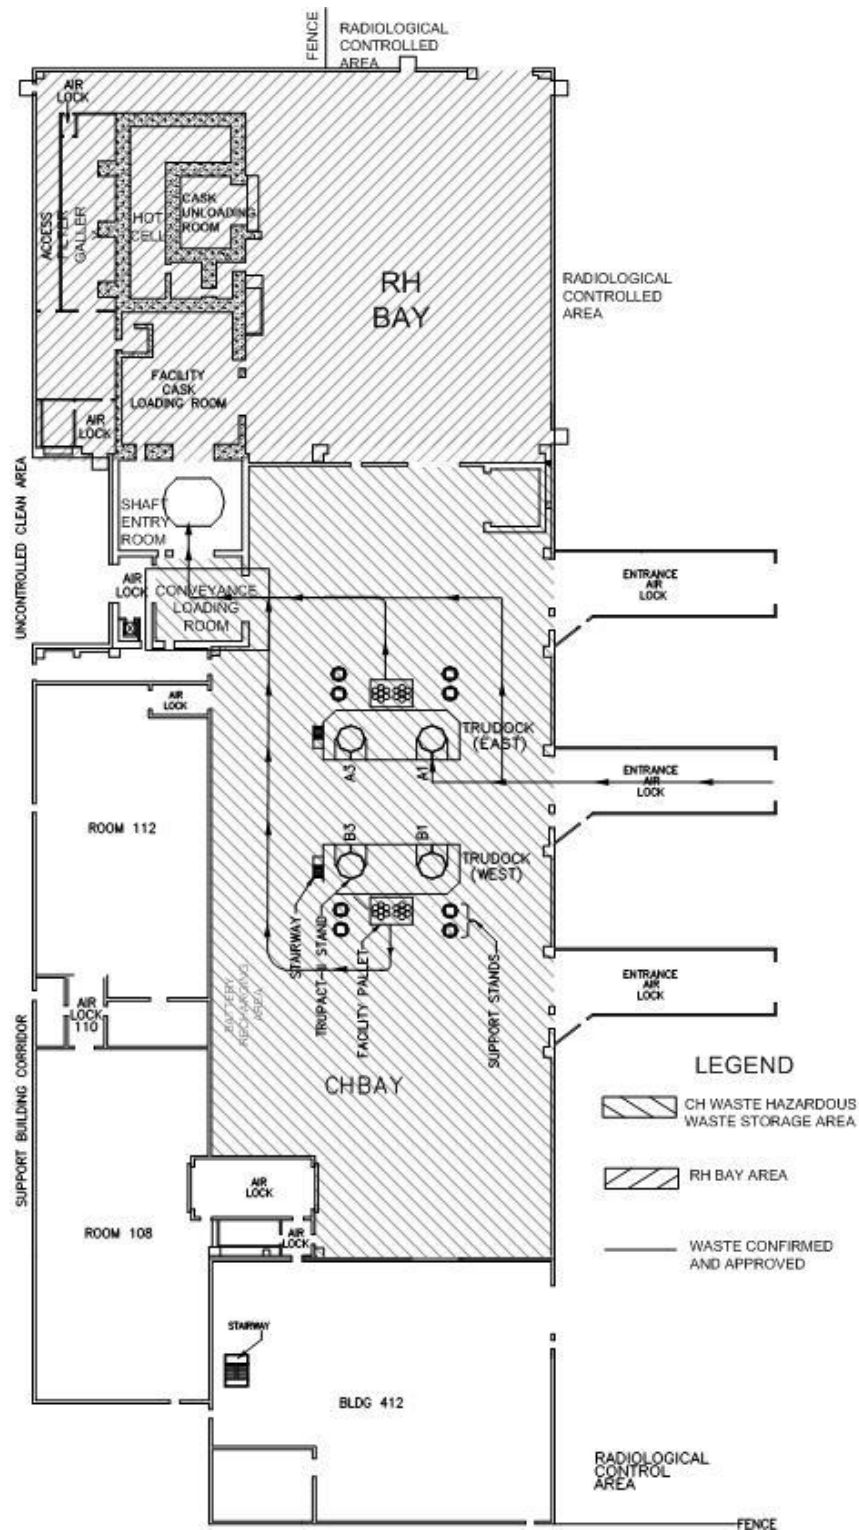 FENCE
RADIOLOGICAL
CONTROLLED
AREA
AIR
LOCK
ACCESS
FILTER
GALLERY
HOT
CELL
CASK
UNLOADING
ROOM
RH
BAY
RADIOLOGICAL
CONTROLLED
AREA
FACILITY
CASK
LOADING ROOM
AIR
LOCK
UNCONTROLLED CLEAN AREA
SHAFT
ENTRY
ROOM
AIR
LOCK
CONVEYANCE
LOADING
ROOM
ENTRANCE
AIR
LOCK
AIR
LOCK
TRUDOCK
(EAST)
A3
A1
ENTRANCE
AIR
LOCK
ROOM 112
B3
B1
TRUDOCK
(WEST)
STAIRWAY
TRUPACT-II STAND
FACILITY PALLET
SUPPORT STANDS
BATTERY
RECHARGING
AREA
ENTRANCE
AIR
LOCK
AIR
LOCK
110
SUPPORT BUILDING CORRIDOR
CH BAY
LEGEND
CH WASTE HAZARDOUS
WASTE STORAGE AREA
RH BAY AREA
WASTE CONFIRMED
AND APPROVED
AIR
LOCK
ROOM 108
AIR
LOCK
STAIRWAY
BLDG 412
RADIOLOGICAL
CONTROL
AREA
FENCE